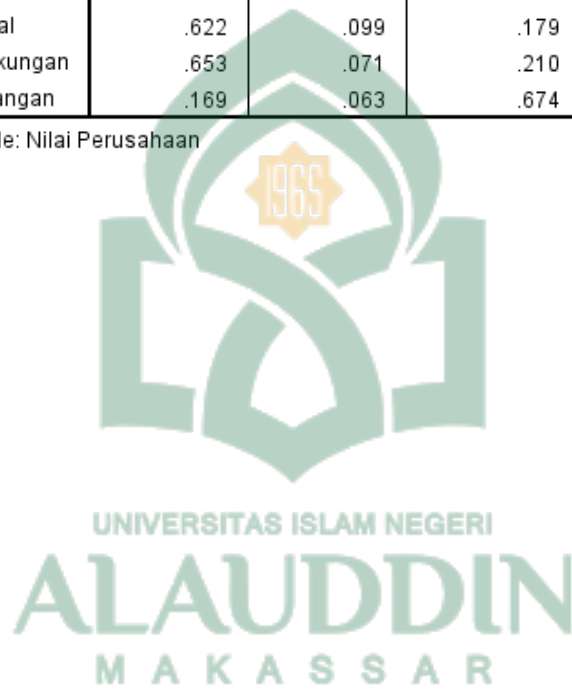 al .622 .099 .179
kungan .653 .071 .210
angan .169 .063 .674
le: Nilai Perusahaan
1965
UNIVERSITAS ISLAM NEGERI
ALAUDDIN
MAKASSAR